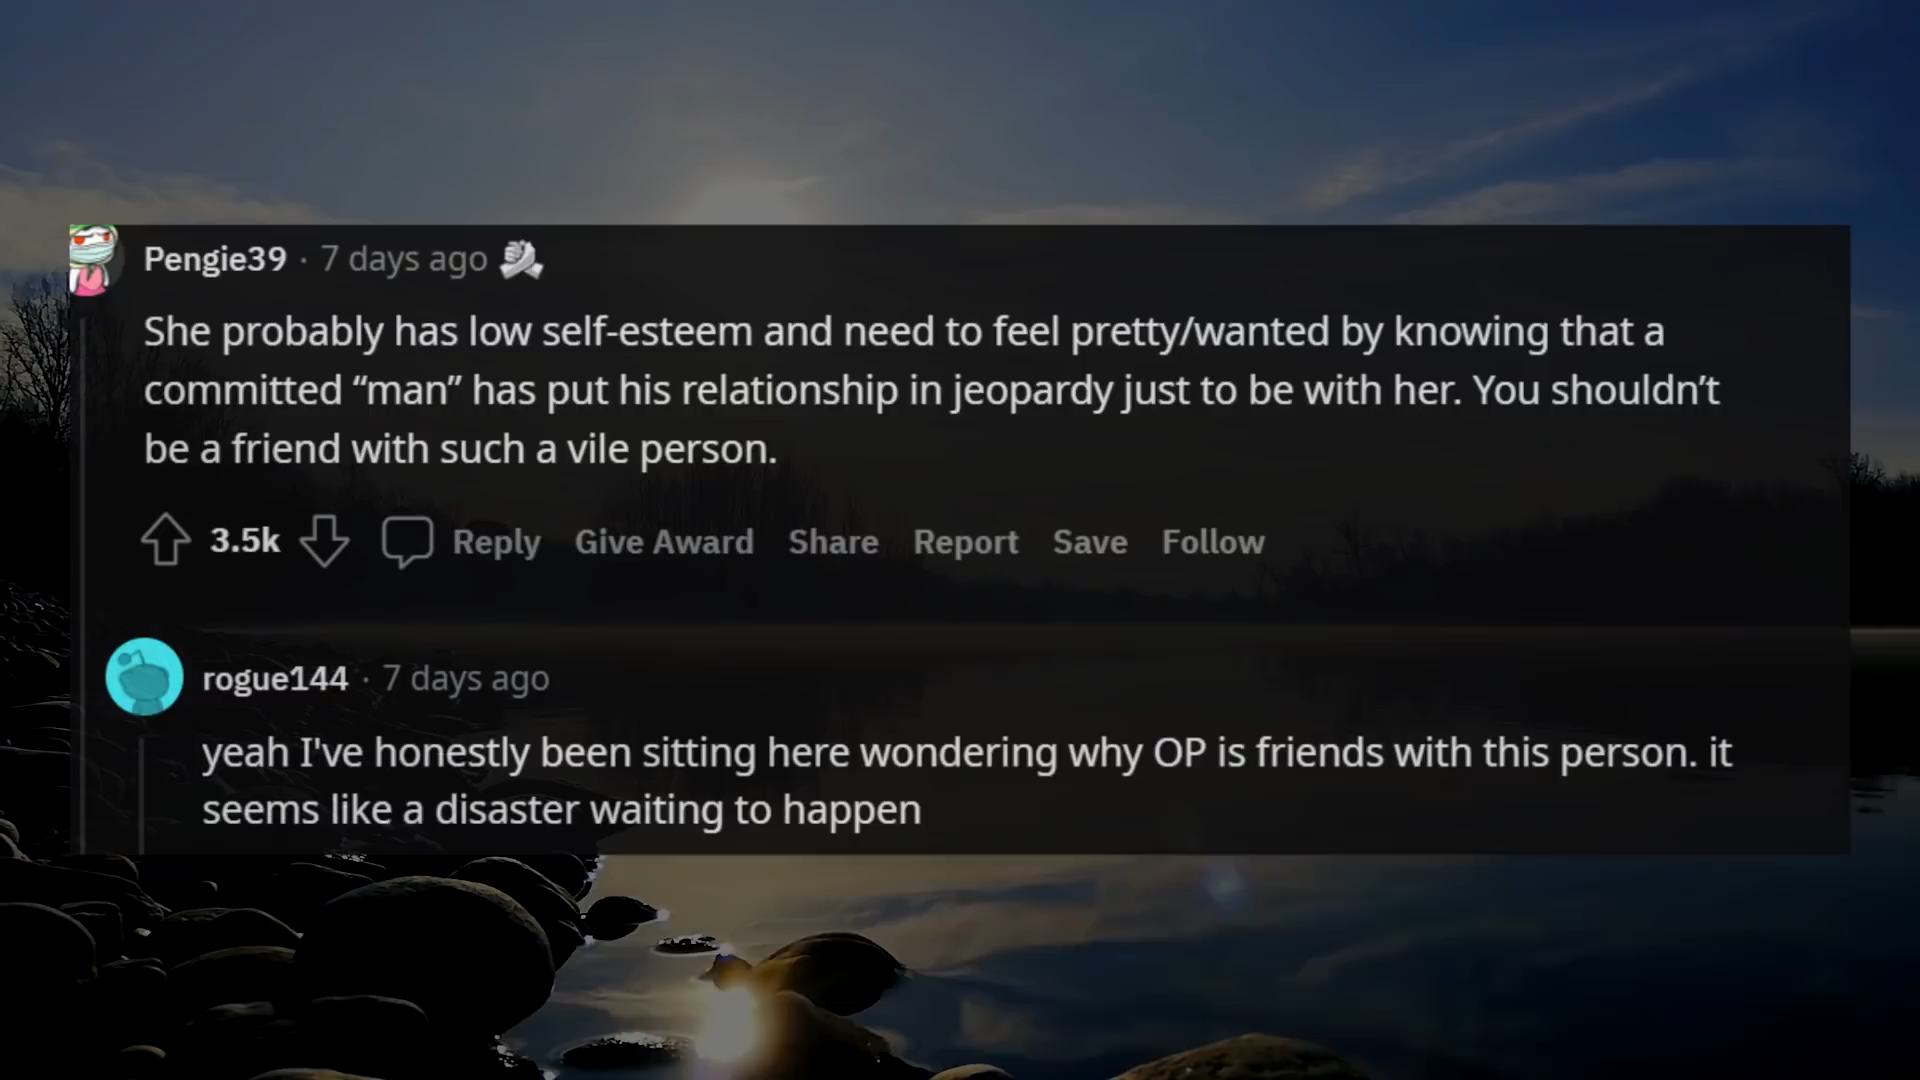 Pengie39 · 7 days ago
She probably has low self-esteem and need to feel pretty/wanted by knowing that a
committed “man” has put his relationship in jeopardy just to be with her. You shouldn’t
be a friend with such a vile person.
3.5k Reply Give Award Share Report Save Follow
rogue144 · 7 days ago
yeah I've honestly been sitting here wondering why OP is friends with this person. it
seems like a disaster waiting to happen